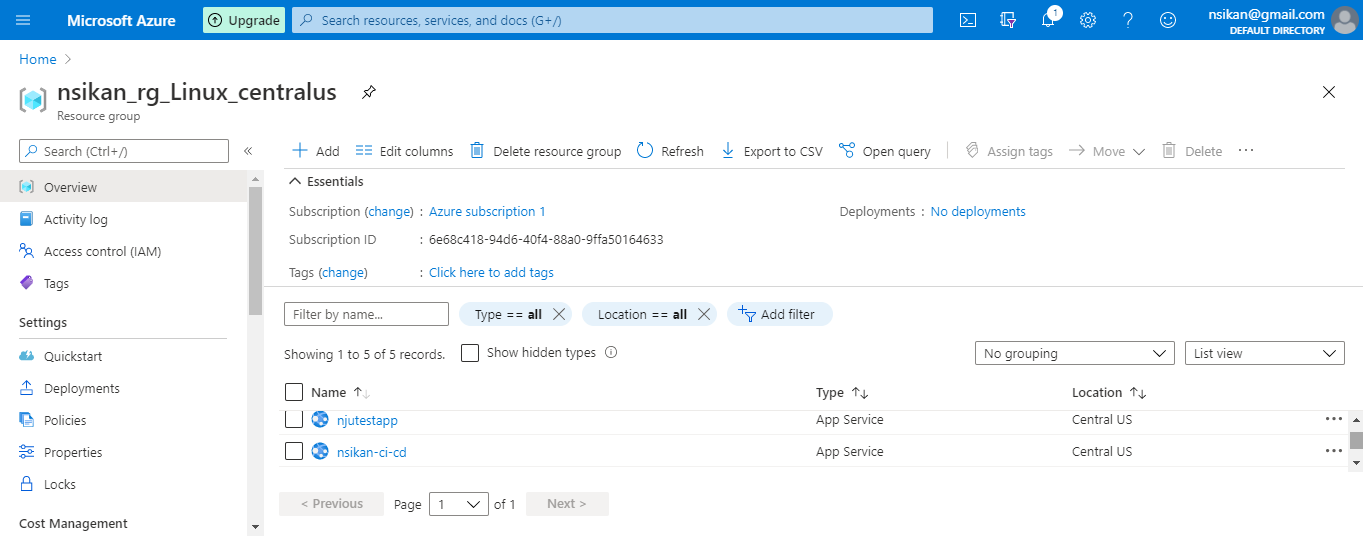 Microsoft Azure
Upgrade
Search resources, services, and docs (G+/)
1
nsikan@gmail.com
DEFAULT DIRECTORY
Home >
nsikan_rg_Linux_centralus
Resource group
Search (Ctrl+/)
«
Add
Edit columns
Delete resource group
Refresh
Export to CSV
Open query
Assign tags
Move
Delete
...
Overview
Activity log
Access control (IAM)
Tags
Settings
Quickstart
Deployments
Policies
Properties
Locks
Cost Management
Essentials
Subscription (change) : Azure subscription 1
Deployments : No deployments
Subscription ID : 6e68c418-94d6-40f4-88a0-9ffa50164633
Tags (change) : Click here to add tags
Filter by name...
Type == all
Location == all
Add filter
Showing 1 to 5 of 5 records.
Show hidden types
No grouping
List view
Name ↑↓ Type ↑↓ Location ↑↓
njutestapp App Service Central US ...
nsikan-ci-cd App Service Central US ...
< Previous Page 1 of 1 Next >